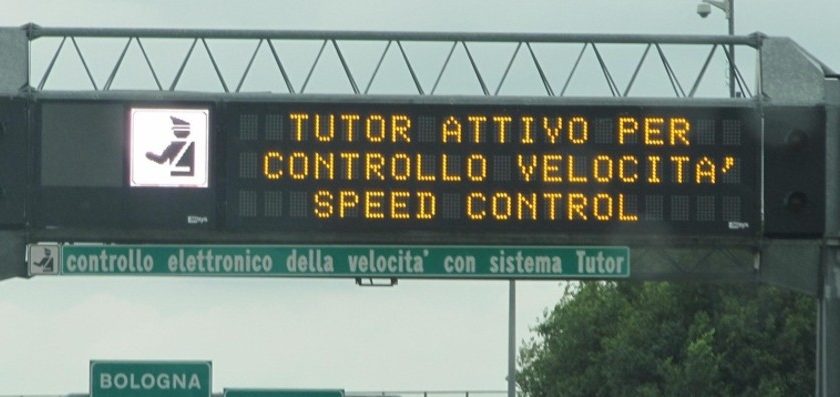 TUTOR ATTIVO PER
CONTROLLO VELOCITA'
SPEED CONTROL
controllo elettronico della velocita' con sistema Tutor
BOLOGNA